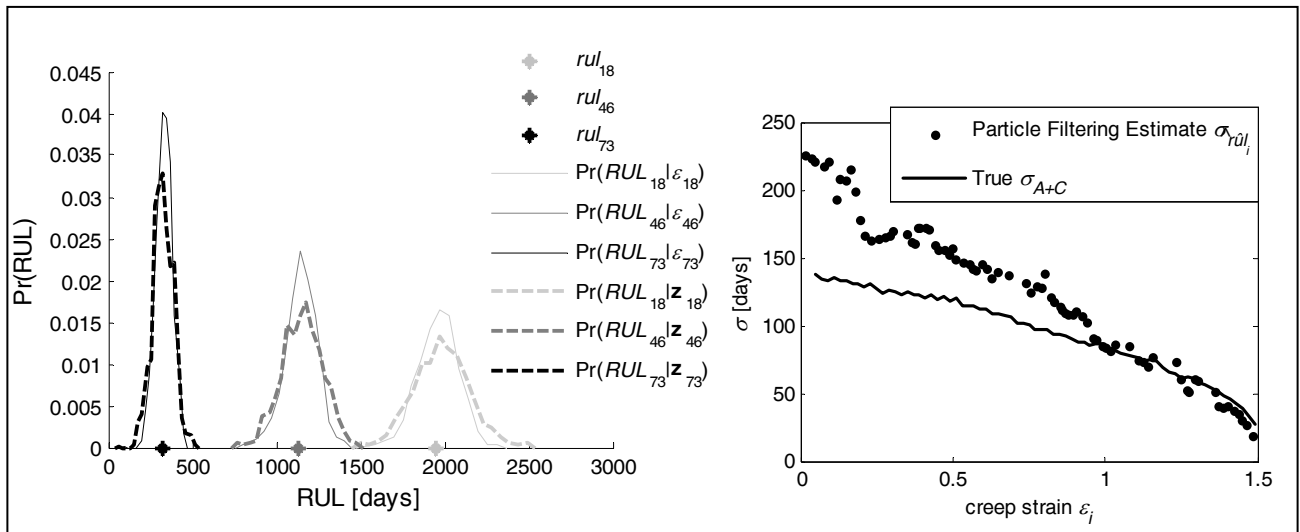 0.045
0.04
0.035
0.03
0.025
0.02
0.015
0.01
0.005
0
Pr(RUL)
0 500 1000 1500 2000 2500 3000
RUL [days]
rul18
rul46
rul73
Pr(RUL18|ε18)
Pr(RUL46|ε46)
Pr(RUL73|ε73)
Pr(RUL18|z18)
Pr(RUL46|z46)
Pr(RUL73|z73)
250
200
150
100
50
0
σ [days]
0 0.5 1 1.5
creep strain εi
Particle Filtering Estimate σrûli
True σA+C